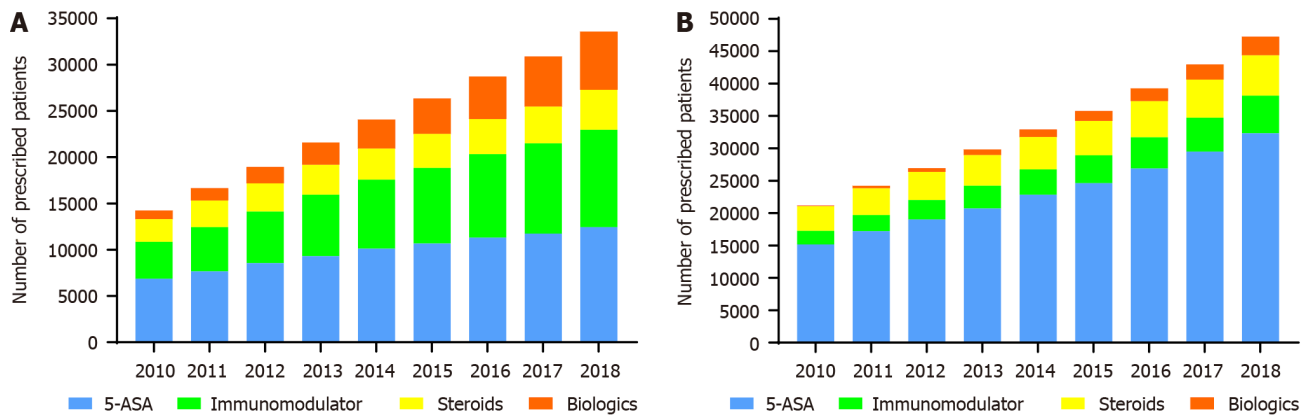 A
Number of prescribed patients
35000
30000
25000
20000
15000
10000
5000
0
2010 2011 2012 2013 2014 2015 2016 2017 2018
5-ASA Immunomodulator Steroids Biologics
B
Number of prescribed patients
50000
45000
40000
35000
30000
25000
20000
15000
10000
5000
0
2010 2011 2012 2013 2014 2015 2016 2017 2018
5-ASA Immunomodulator Steroids Biologics